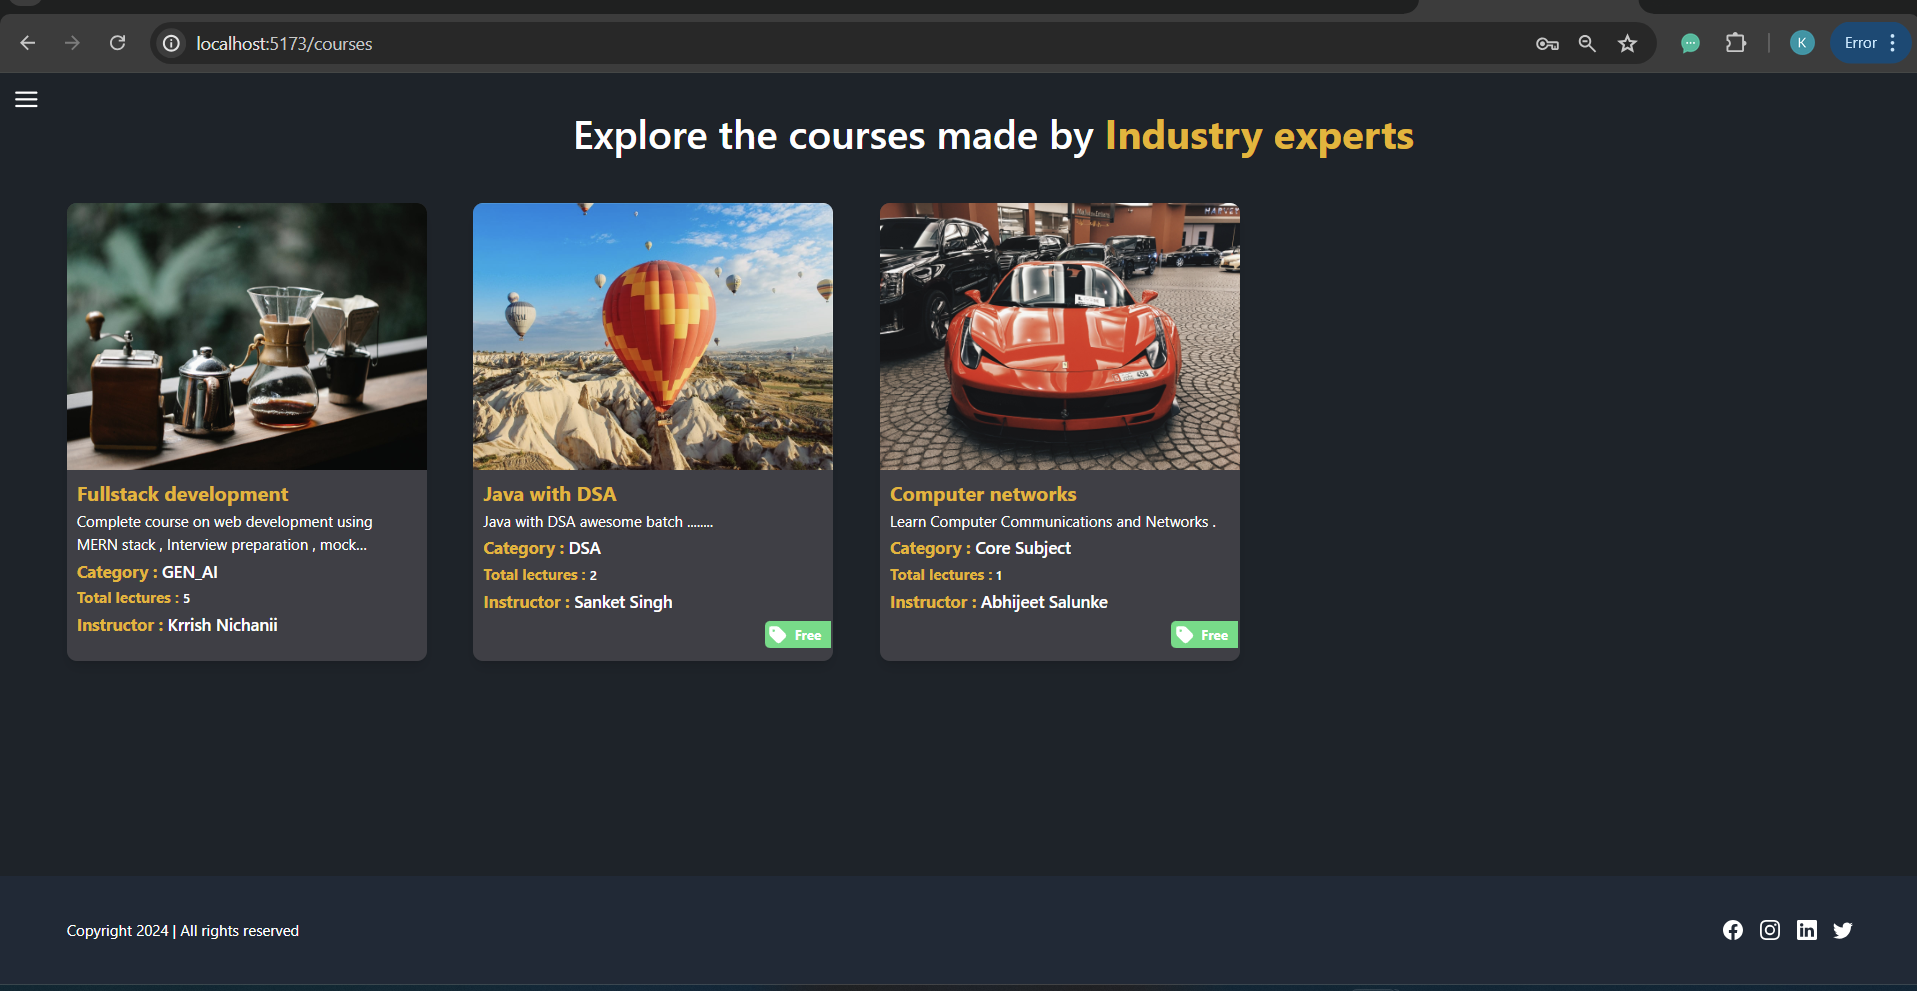 localhost:5173/courses
K
Error
Explore the courses made by Industry experts
HARVEY
Fullstack development
Complete course on web development using
MERN stack , Interview preparation , mock...
Category : GEN_AI
Total lectures : 5
Instructor : Krrish Nichanii
Java with DSA
Java with DSA awesome batch ........
Category : DSA
Total lectures : 2
Instructor : Sanket Singh
Free
Computer networks
Learn Computer Communications and Networks .
Category : Core Subject
Total lectures : 1
Instructor : Abhijeet Salunke
Free
Copyright 2024 | All rights reserved